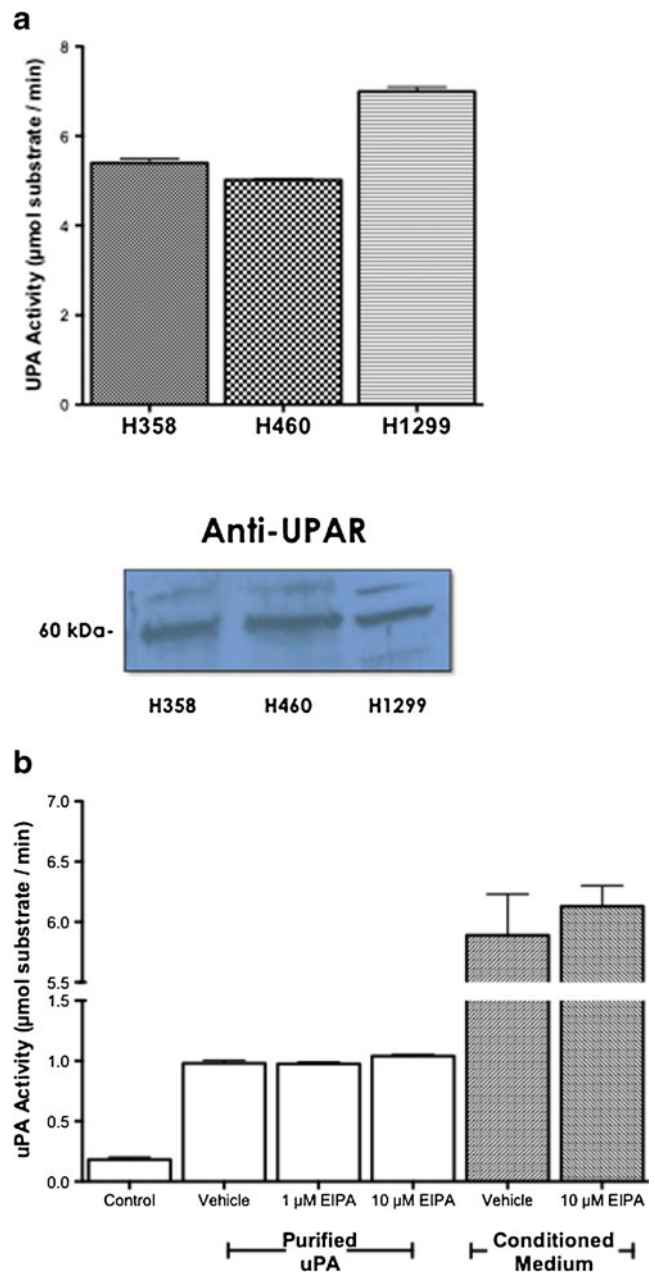 a
UPA Activity (µmol substrate / min)
8
6
4
2
0
H358 H460 H1299
Anti-UPAR
60 kDa-
H358 H460 H1299
b
uPA Activity (µmol substrate / min)
7.0
6.5
6.0
5.5
1.5
1.0
0.5
0.0
Control Vehicle 1 µM EIPA 10 µM EIPA Vehicle 10 µM EIPA
Purified uPA
Conditioned Medium